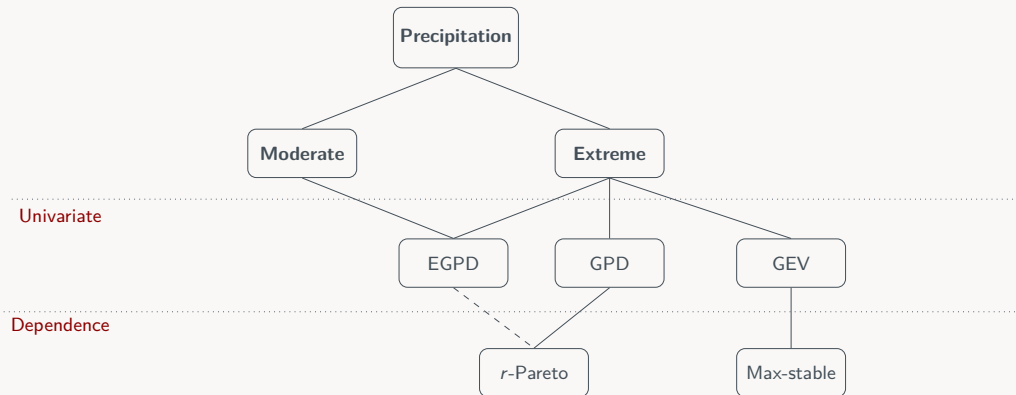 Precipitation
Moderate
Extreme
Univariate
EGPD
GPD
GEV
Dependence
r-Pareto
Max-stable